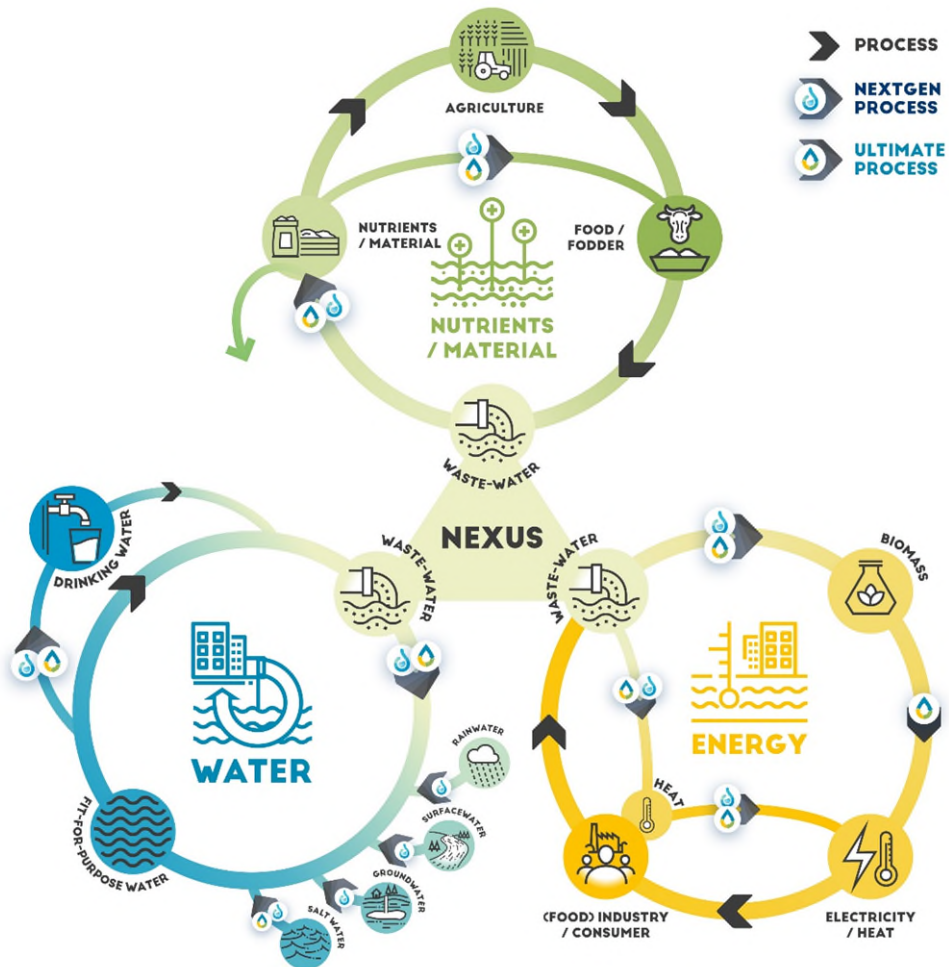 PROCESS
NEXTGEN
PROCESS
ULTIMATE
PROCESS
AGRICULTURE
NUTRIENTS
/ MATERIAL
FOOD /
FODDER
NUTRIENTS
/ MATERIAL
WASTE-WATER
NEXUS
DRINKING WATER
WASTE-WATER
WATER
FIT-FOR-PURPOSE WATER
RAINWATER
SURFACEWATER
GROUNDWATER
SALT WATER
WASTE-WATER
BIOMASS
ENERGY
HEAT
(FOOD) INDUSTRY
/ CONSUMER
ELECTRICITY
/ HEAT